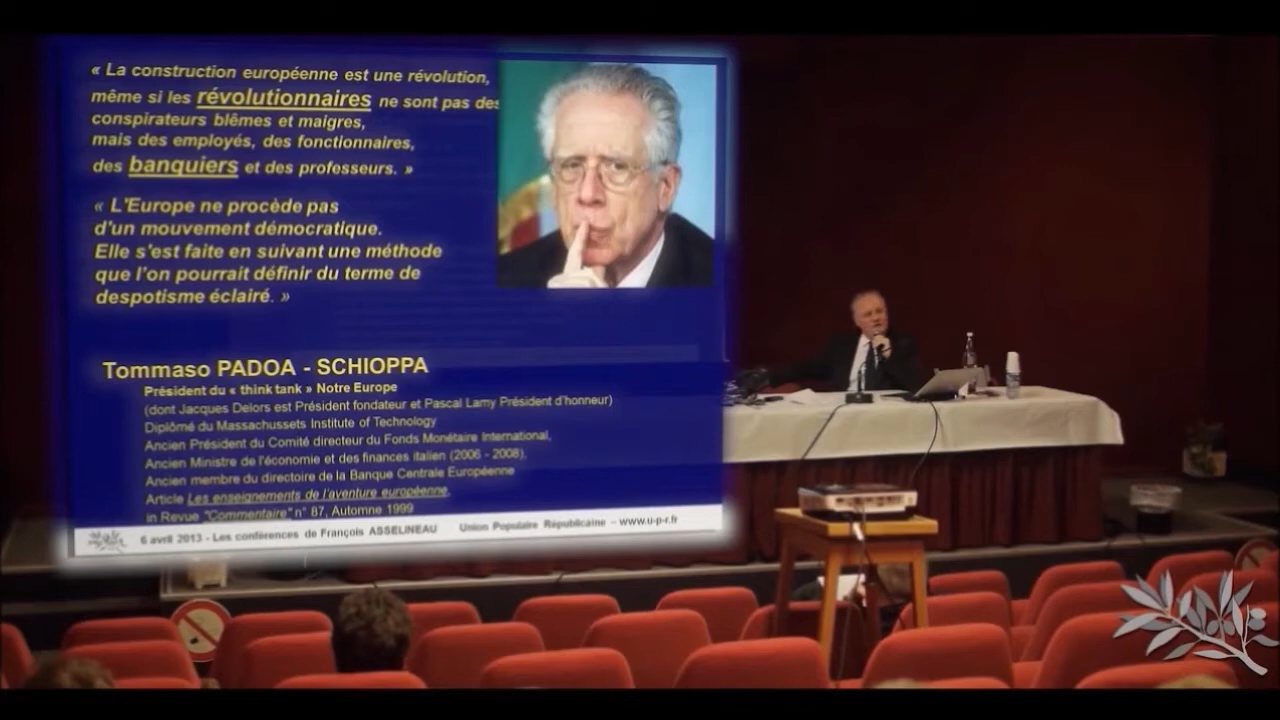 « La construction européenne est une révolution,
même si les révolutionnaires ne sont pas des
conspirateurs blêmes et maigres,
mais des employés, des fonctionnaires,
des banquiers et des professeurs. »
« L'Europe ne procède pas
d'un mouvement démocratique.
Elle s'est faite en suivant une méthode
que l'on pourrait définir du terme de
despotisme éclairé. »
Tommaso PADOA - SCHIOPPA
Président du « think tank » Notre Europe
(dont Jacques Delors est Président fondateur et Pascal Lamy Président d'honneur)
Diplômé du Massachussets Institute of Technology
Ancien Président du Comité directeur du Fonds Monétaire International,
Ancien Ministre de l'économie et des finances italien (2006 - 2008),
Ancien membre du directoire de la Banque Centrale Européenne
Article Les enseignements de l'aventure européenne,
in Revue "Commentaire" n° 87, Automne 1999
6 avril 2013 - Les conférences de François ASSELINEAU Union Populaire Républicaine – www.u-p-r.fr